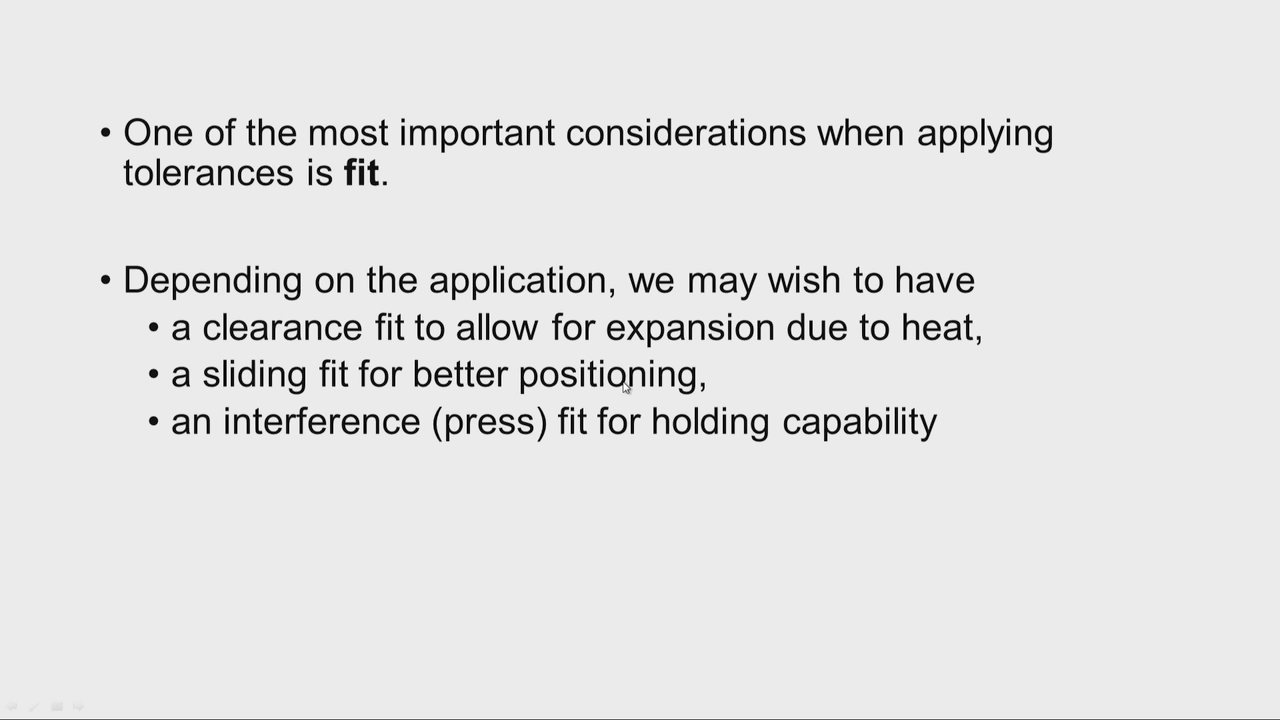 • One of the most important considerations when applying
tolerances is fit.
• Depending on the application, we may wish to have
• a clearance fit to allow for expansion due to heat,
• a sliding fit for better positioning,
• an interference (press) fit for holding capability